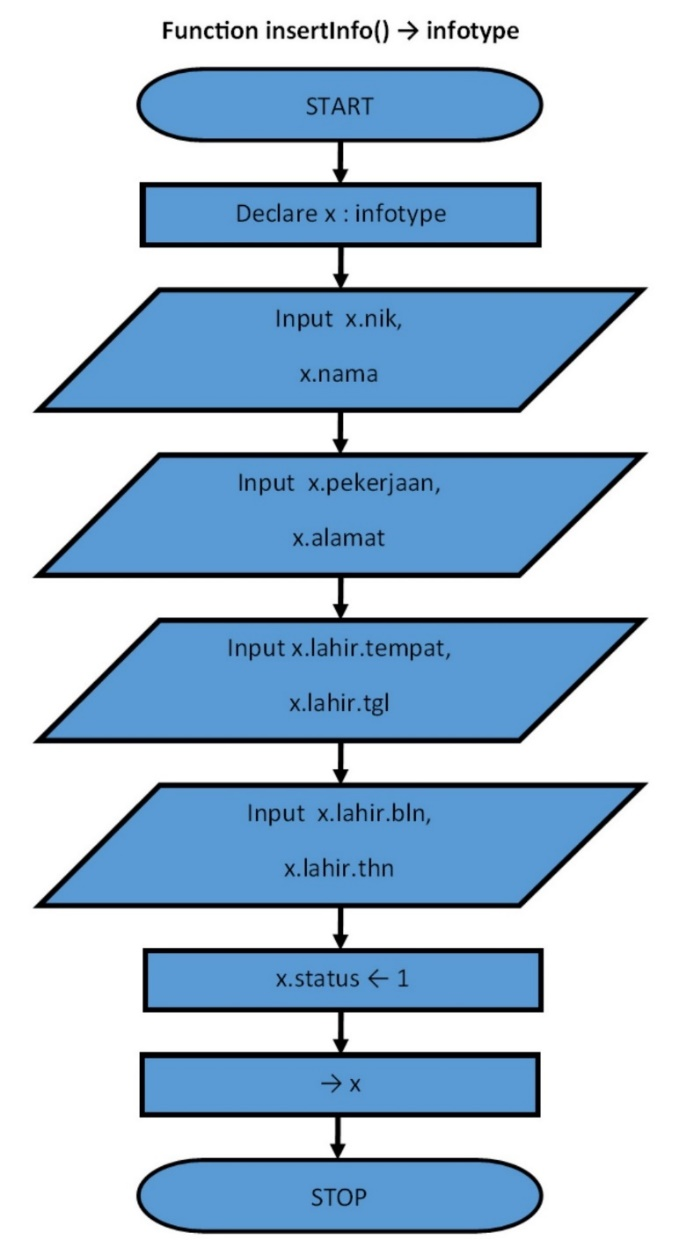 Function insertInfo() → infotype
START
Declare x : infotype
Input x.nik,
x.nama
Input x.pekerjaan,
x.alamat
Input x.lahir.tempat,
x.lahir.tgl
Input x.lahir.bln,
x.lahir.thn
x.status ← 1
→ x
STOP